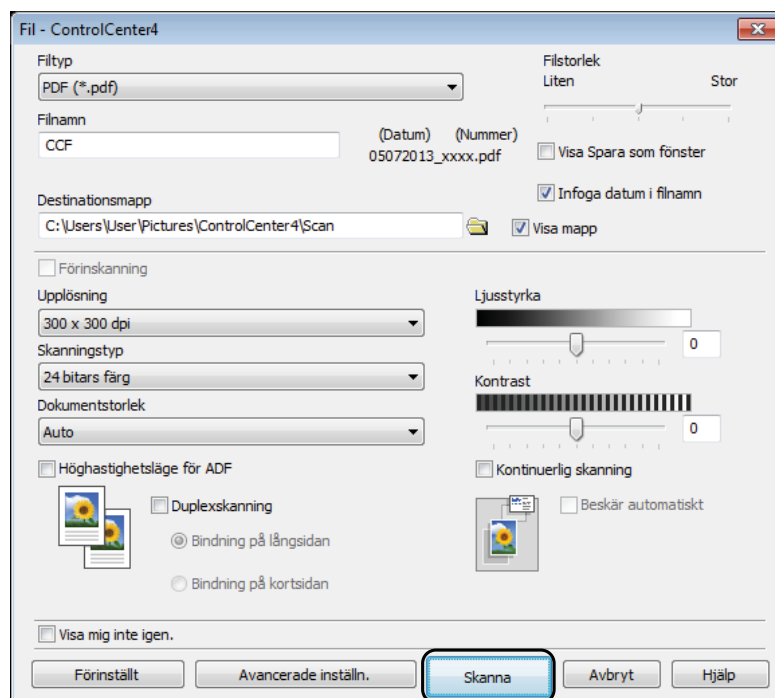 Fil - ControlCenter4
Filtyp
PDF (*.pdf)
Filstorlek
Liten Stor
Filnamn
CCF
(Datum) (Nummer)
05072013_xxxx.pdf
Visa Spara som fönster
Infoga datum i filnamn
Destinationsmapp
C:\Users\User\Pictures\ControlCenter4\Scan
Visa mapp
Förinskanning
Upplösning
300 x 300 dpi
Skanningstyp
24 bitars färg
Dokumentstorlek
Auto
Ljusstyrka
0
Kontrast
0
Höghastighetsläge för ADF
Duplexskanning
Bindning på långsidan
Bindning på kortsidan
Kontinuerlig skanning
Beskär automatiskt
Visa mig inte igen.
Förinställt Avancerade inställn. Skanna Avbryt Hjälp